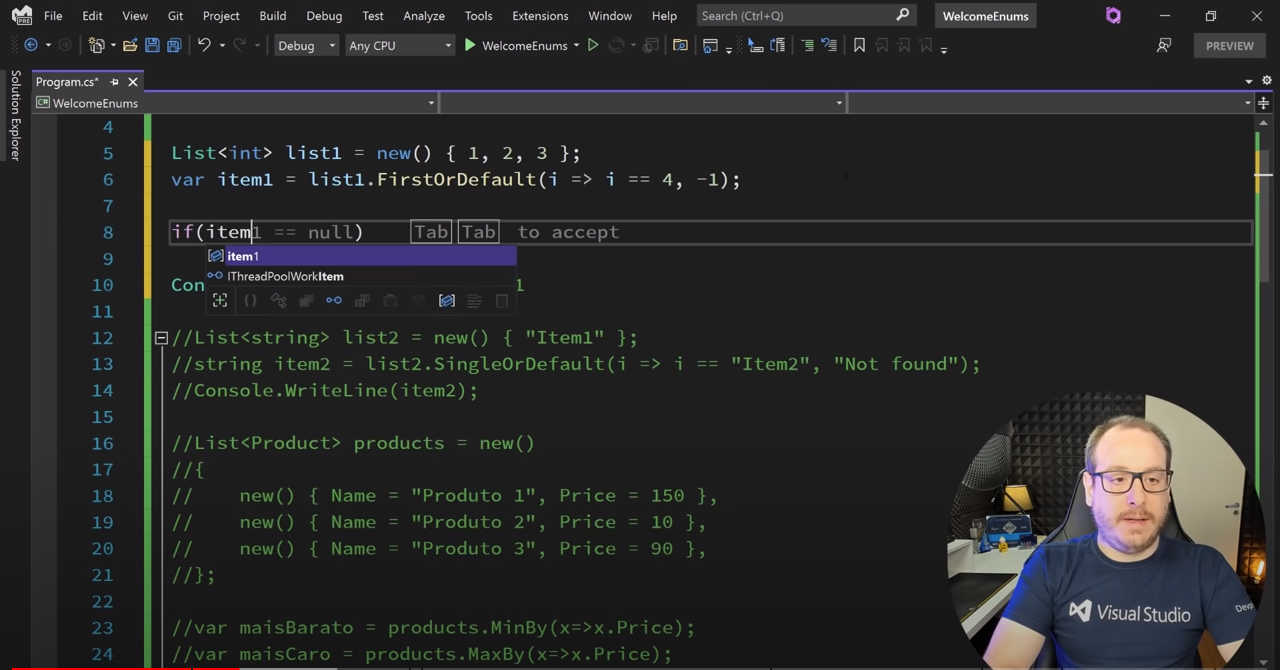 File Edit View Git Project Build Debug Test Analyze Tools Extensions Window Help Search (Ctrl+Q) WelcomeEnums
PRE
Debug Any CPU WelcomeEnums PREVIEW
Solution Explorer
Program.cs*
C# WelcomeEnums
4
5 List<int> list1 = new() { 1, 2, 3 };
6 var item1 = list1.FirstOrDefault(i => i == 4, -1);
7
8 if(item1 == null) Tab Tab to accept
9 item1
IThreadPoolWorkItem
10 Con 1
11
12 //List<string> list2 = new() { "Item1" };
13 //string item2 = list2.SingleOrDefault(i => i == "Item2", "Not found");
14 //Console.WriteLine(item2);
15
16 //List<Product> products = new()
17 //{
18 // new() { Name = "Produto 1", Price = 150 },
19 // new() { Name = "Produto 2", Price = 10 },
20 // new() { Name = "Produto 3", Price = 90 },
21 //};
22
23 //var maisBarato = products.MinBy(x=>x.Price);
24 //var maisCaro = products.MaxBy(x=>x.Price);
Visual Studio